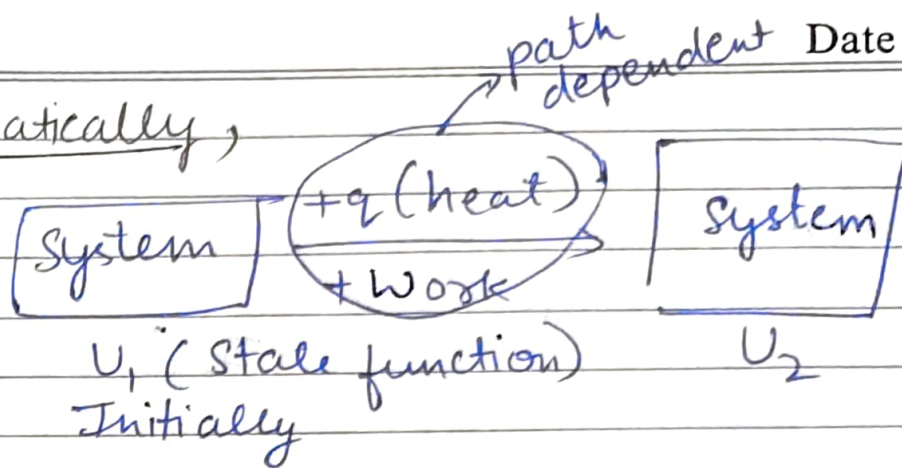 Date
path
dependent
atically,
+q (heat)
System
System
+ Work
U₁ (State function)
U₂
Initially